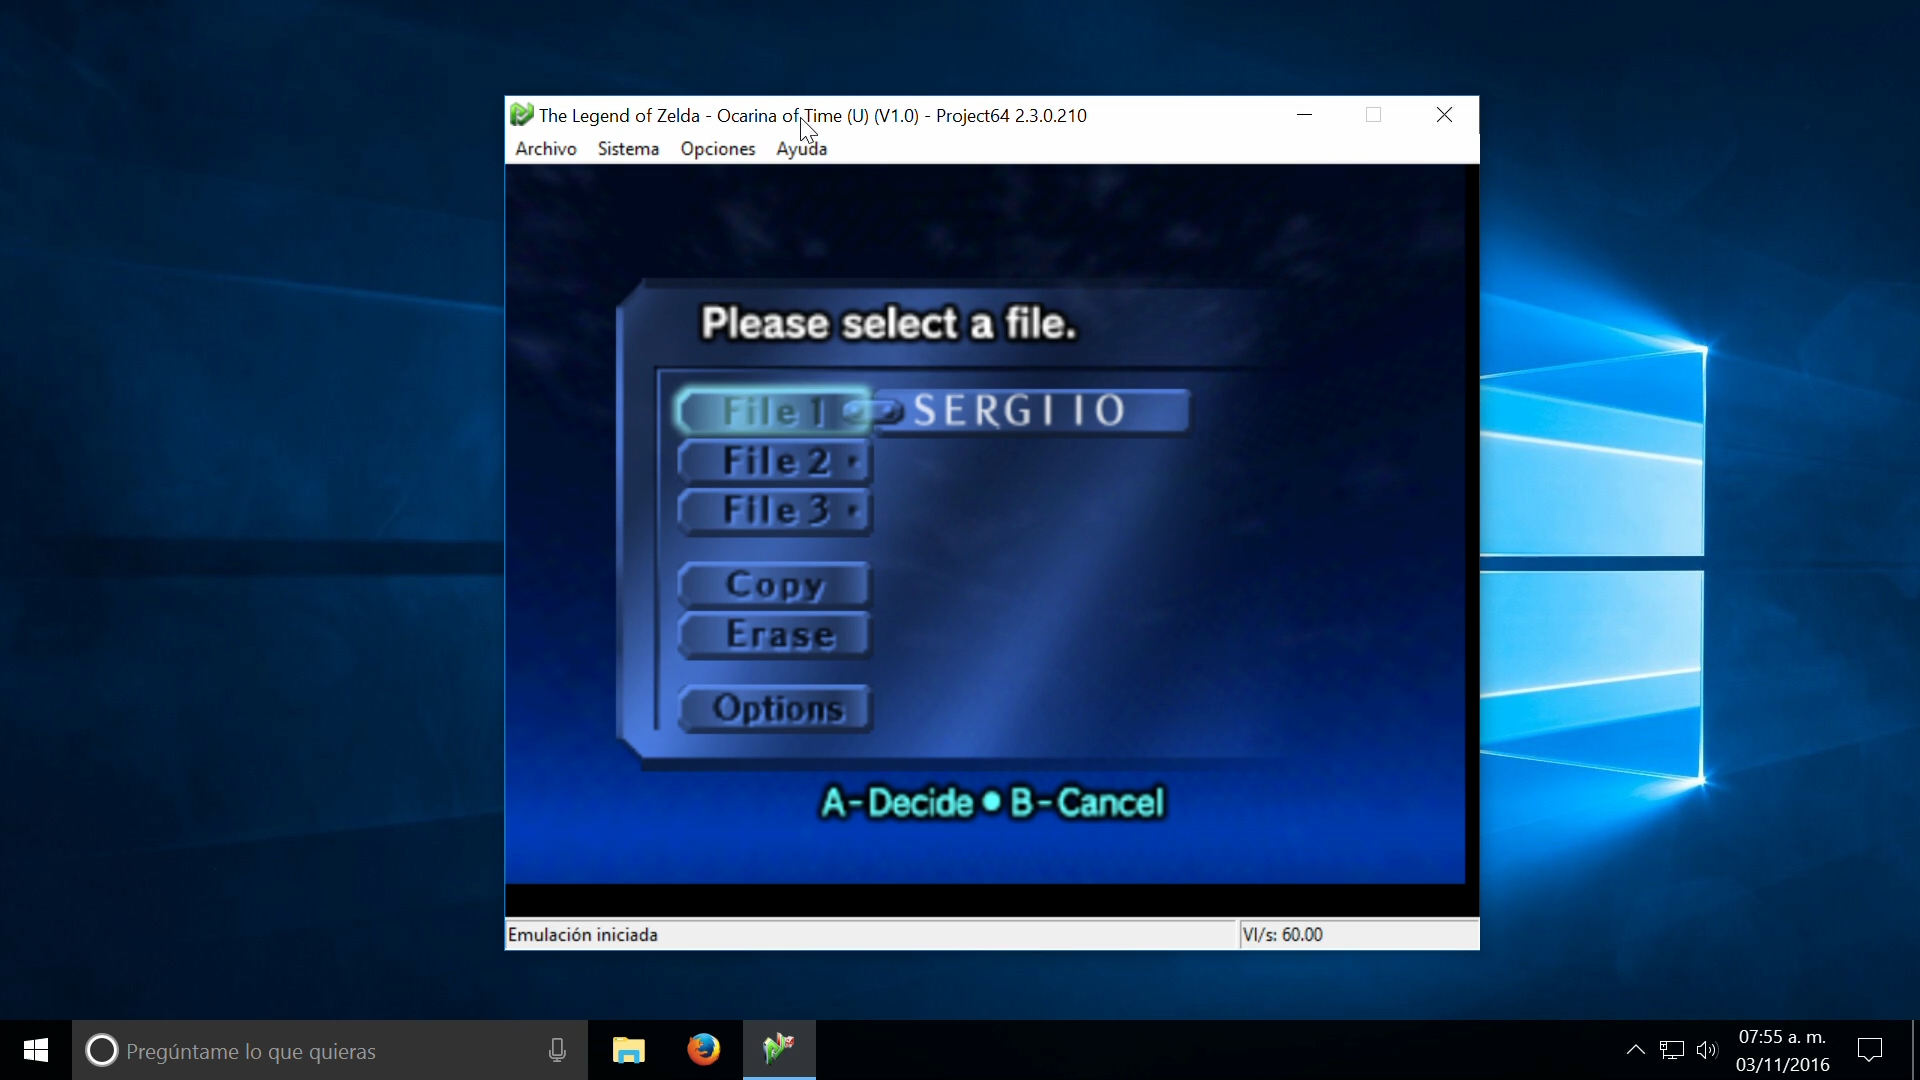 The Legend of Zelda - Ocarina of Time (U) (V1.0) - Project64 2.3.0.210
Archivo Sistema Opciones Ayuda
Please select a file.
File 1 SERGIIO
File 2
File 3
Copy
Erase
Options
A-Decide ● B-Cancel
Emulación iniciada VI/s: 60.00
Pregúntame lo que quieras
07:55 a. m.
03/11/2016